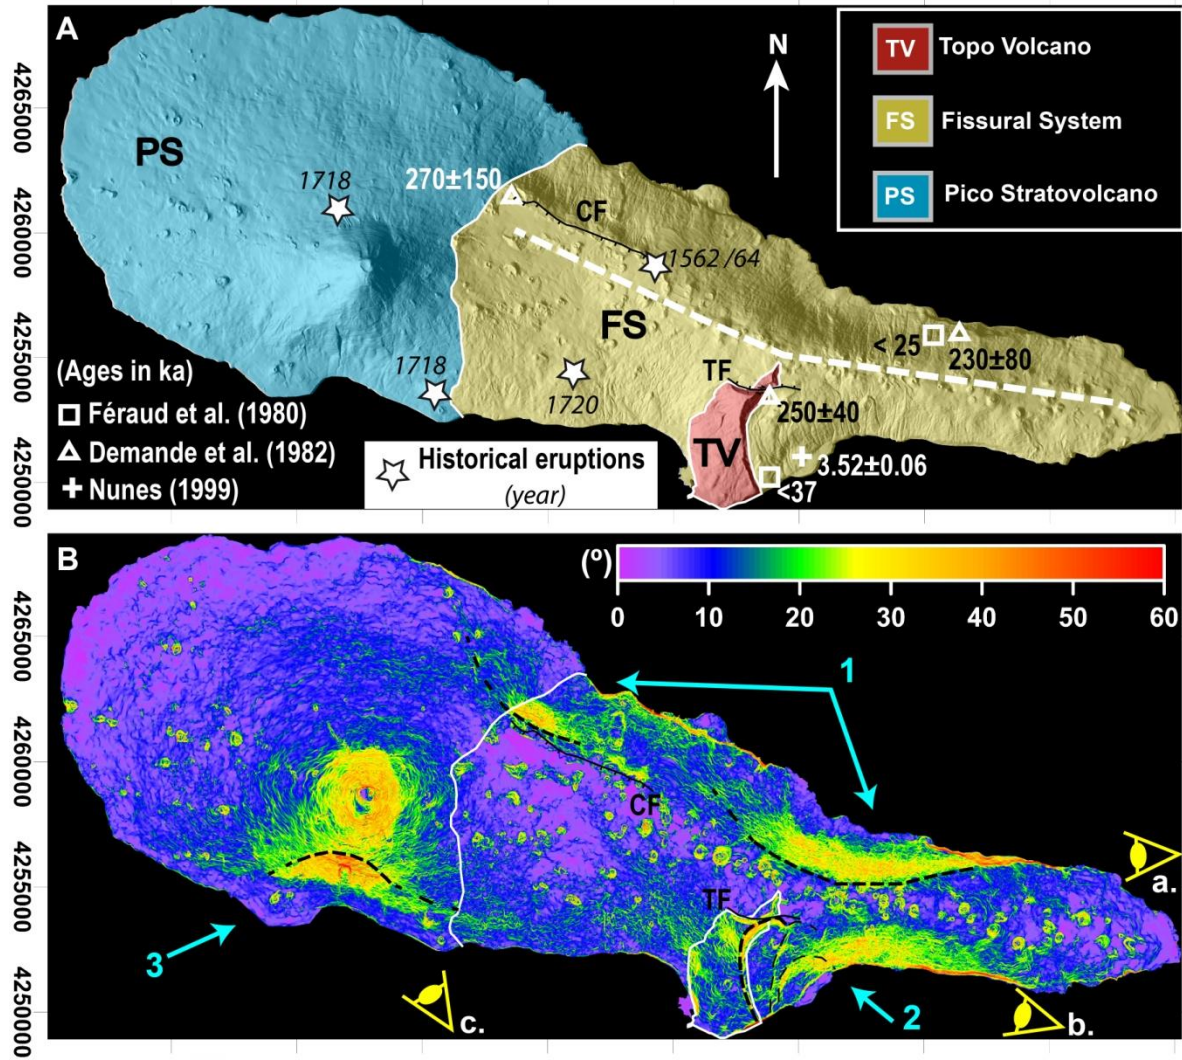 A
4265000
4260000
4255000
4250000
PS
1718
270±150
CF
1562 /64
FS
N
TV Topo Volcano
FS Fissural System
PS Pico Stratovolcano
< 25
230±80
1718
1720
TF
250±40
TV
3.52±0.06
<37
(Ages in ka)
Féraud et al. (1980)
Demande et al. (1982)
Nunes (1999)
Historical eruptions
(year)
B
(º)
0 10 20 30 40 50 60
4265000
4260000
4255000
4250000
1
CF
TF
a.
3
c.
2
b.